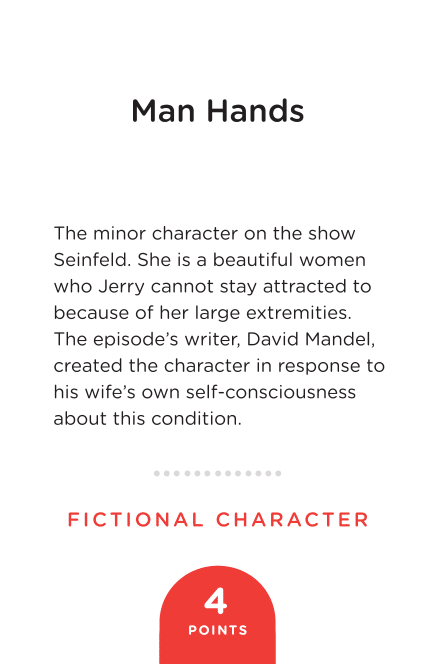 Man Hands
The minor character on the show
Seinfeld. She is a beautiful women
who Jerry cannot stay attracted to
because of her large extremities.
The episode’s writer, David Mandel,
created the character in response to
his wife’s own self-consciousness
about this condition.
FICTIONAL CHARACTER
4
POINTS